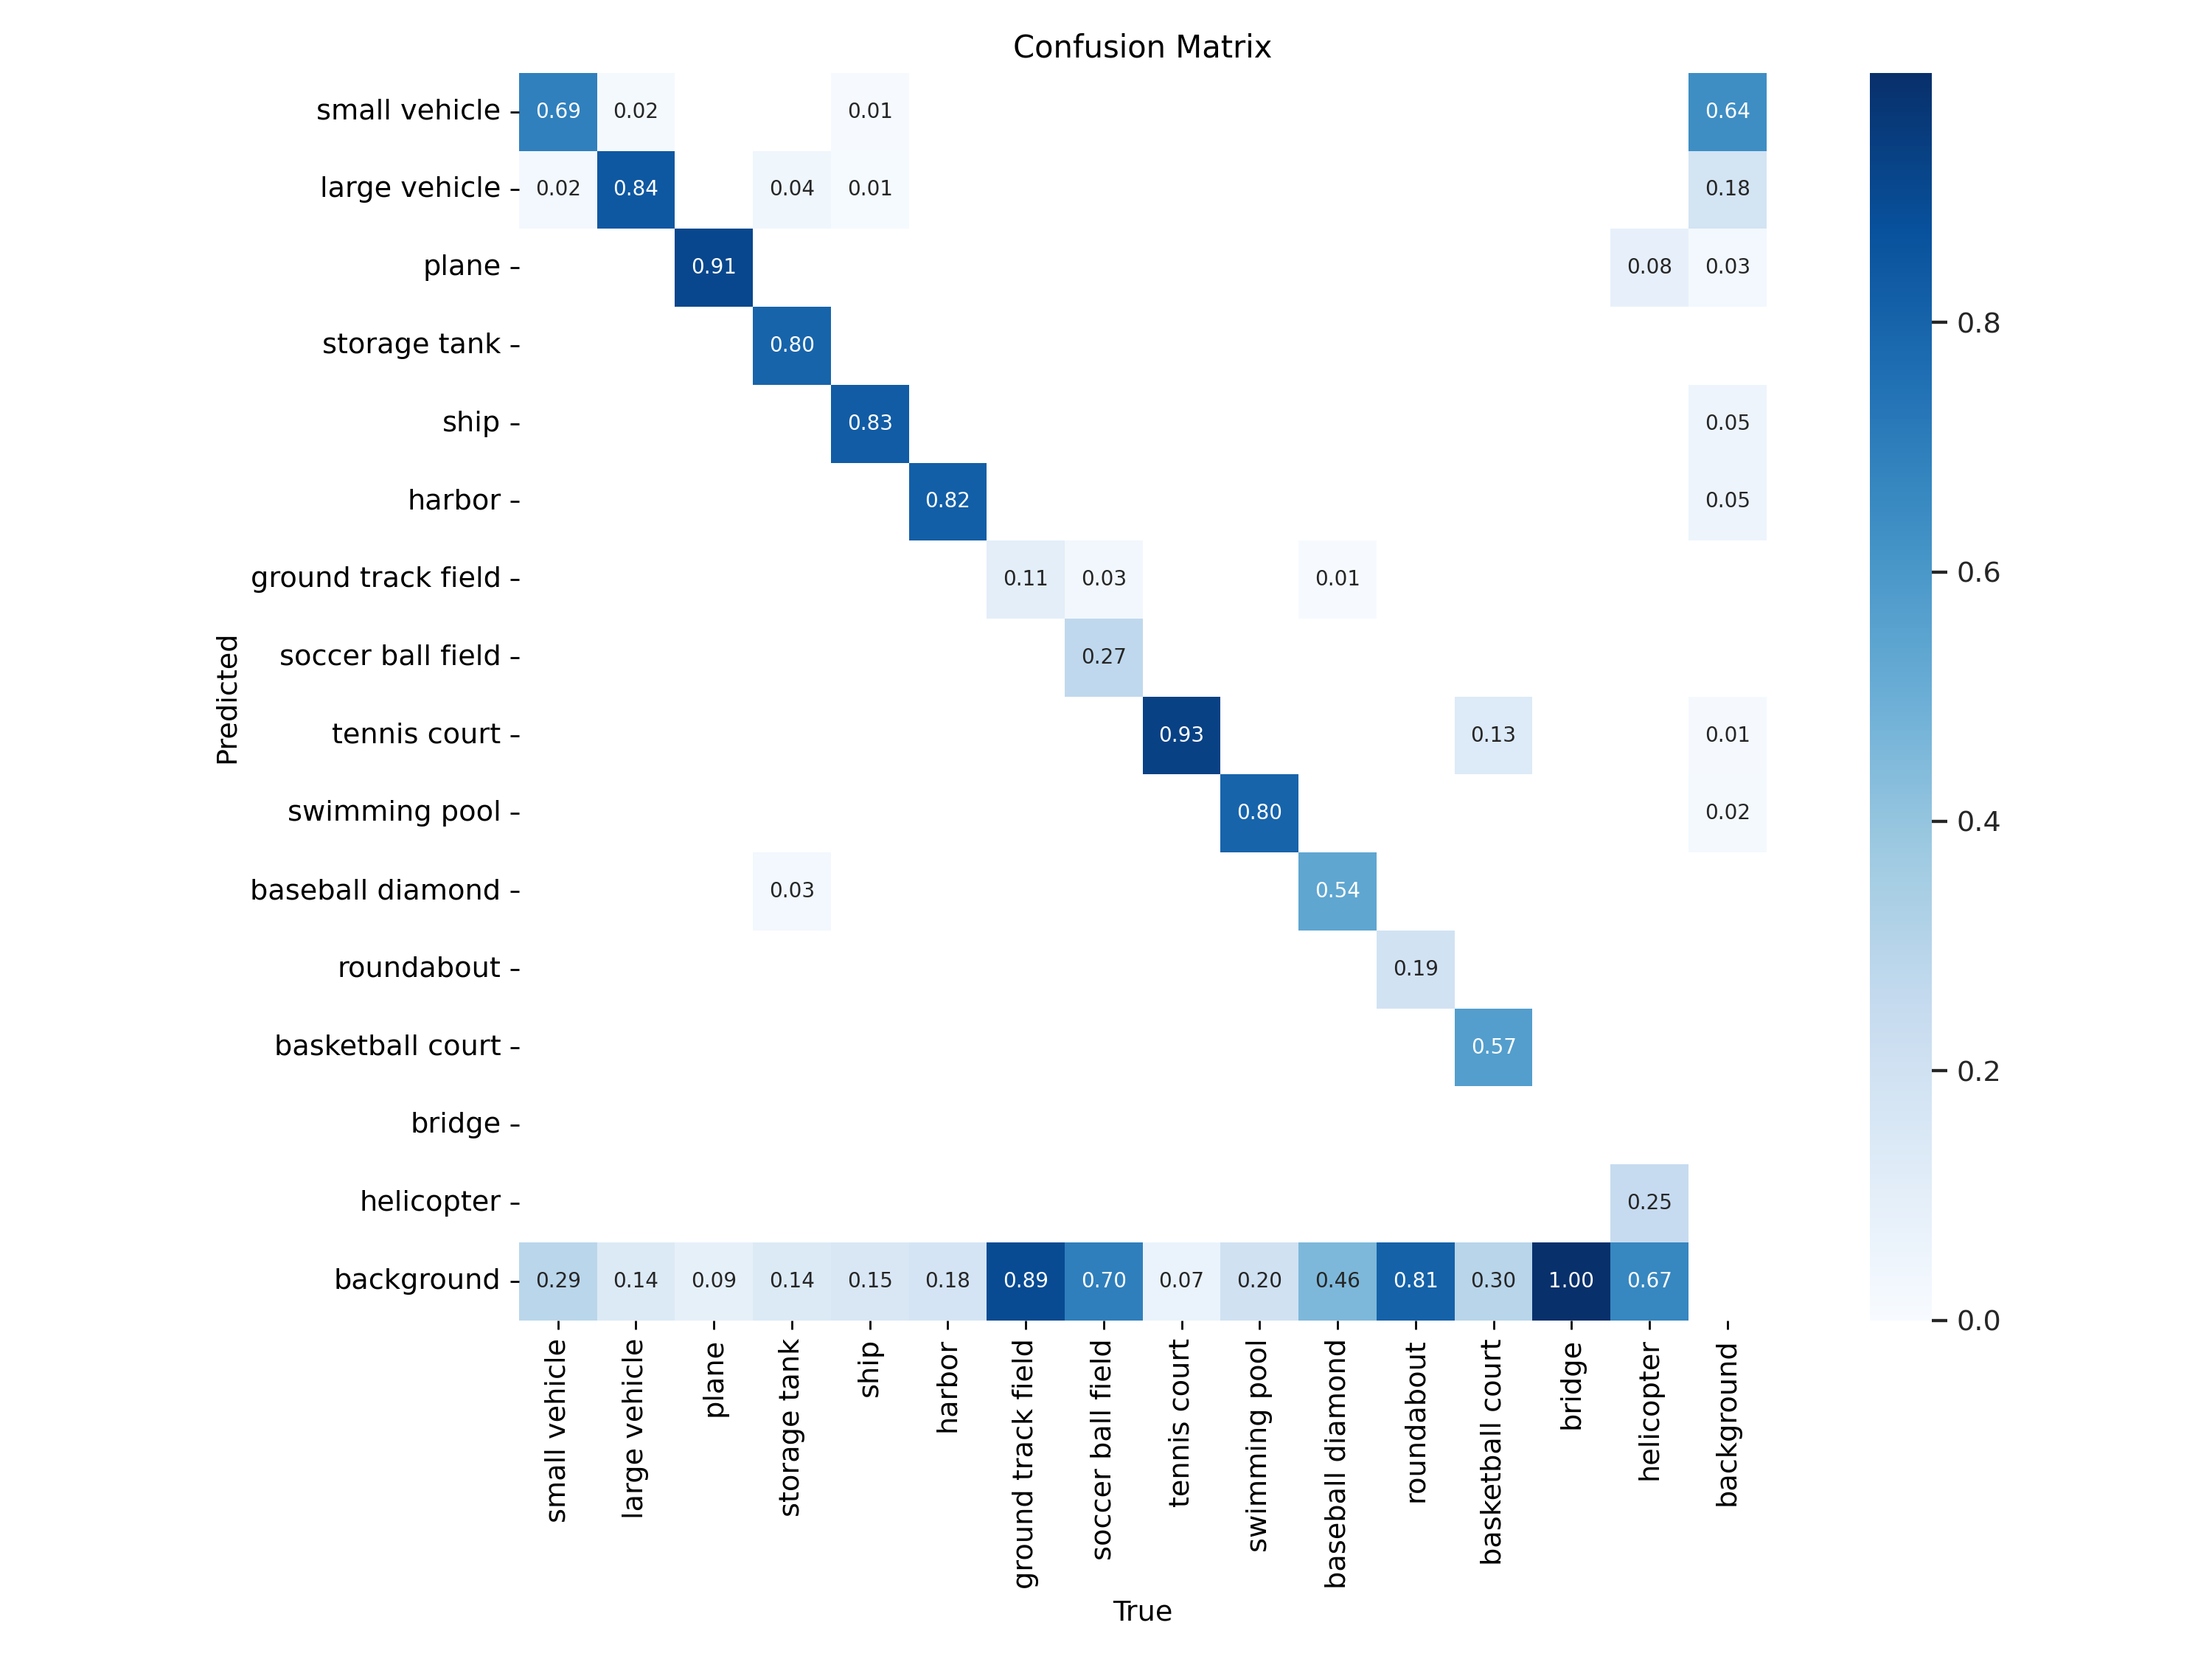 Confusion Matrix
small vehicle 0.69 0.02 0.01 0.64
large vehicle 0.02 0.84 0.04 0.01 0.18
plane 0.91 0.08 0.03
storage tank 0.80
ship 0.83 0.05
harbor 0.82 0.05
ground track field 0.11 0.03 0.01
soccer ball field 0.27
tennis court 0.93 0.13 0.01
swimming pool 0.80 0.02
baseball diamond 0.03 0.54
roundabout 0.19
basketball court 0.57
bridge
helicopter 0.25
background 0.29 0.14 0.09 0.14 0.15 0.18 0.89 0.70 0.07 0.20 0.46 0.81 0.30 1.00 0.67
Predicted
small vehicle
large vehicle
plane
storage tank
ship
harbor
ground track field
soccer ball field
tennis court
swimming pool
baseball diamond
roundabout
basketball court
bridge
helicopter
background
True
0.8
0.6
0.4
0.2
0.0